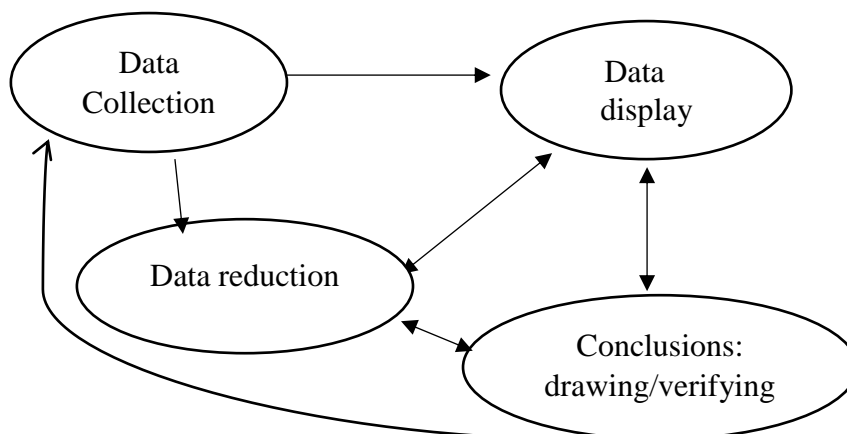 Data
Collection
Data
display
Data reduction
Conclusions:
drawing/verifying